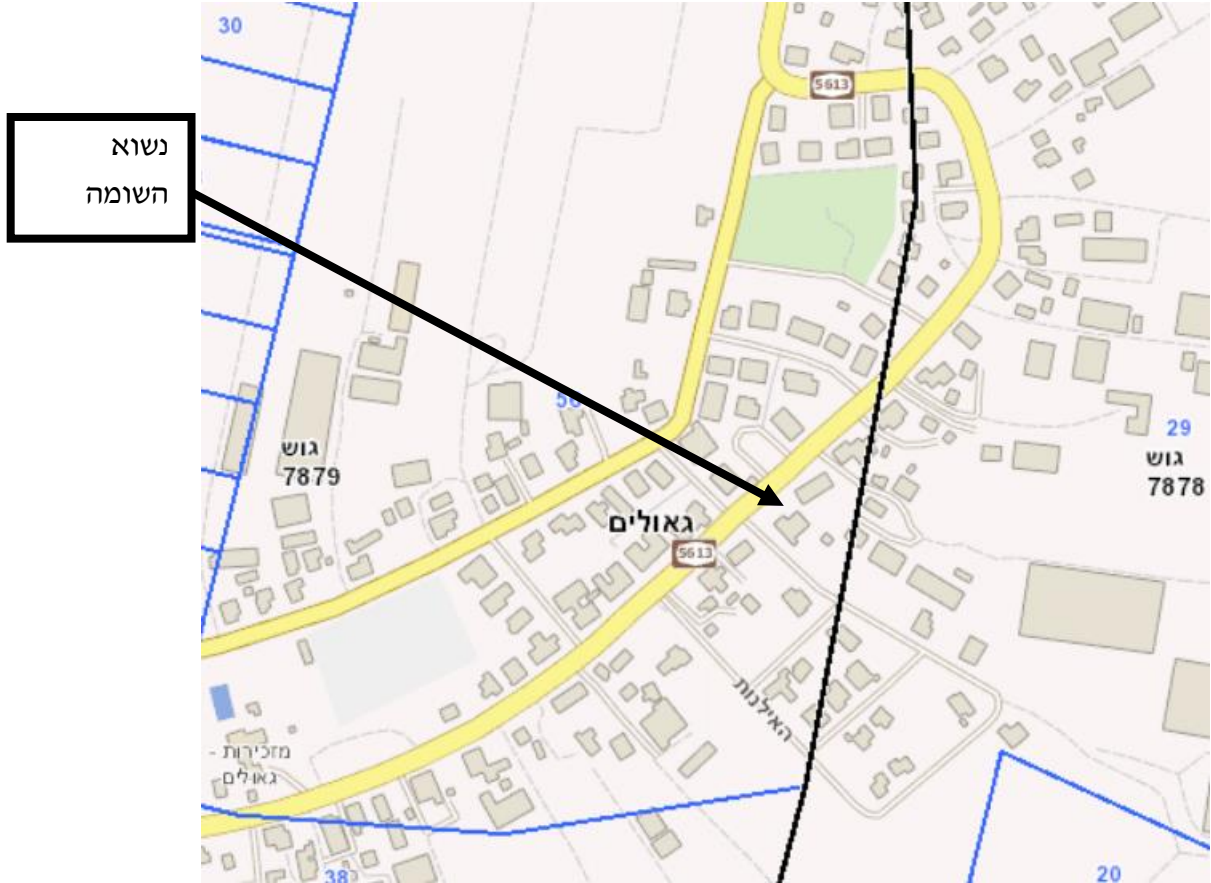 30
5613
נשוא
השומה
56
29
גוש
7879
גוש
7878
גאולים
5613
האילנות
מזכירות -
גאולים
38
20